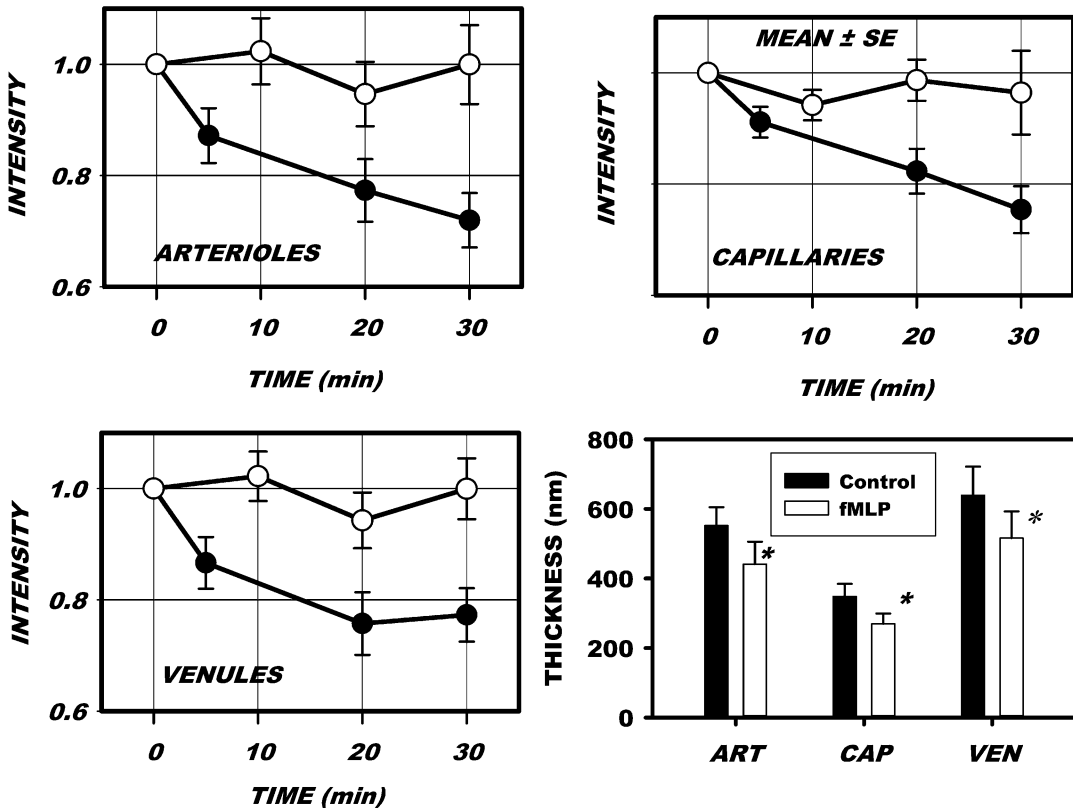 INTENSITY
1.0
0.8
0.6
ARTERIOLES
0 10 20 30
TIME (min)
MEAN ± SE
INTENSITY
CAPILLARIES
0 10 20 30
TIME (min)
INTENSITY
1.0
0.8
0.6
VENULES
0 10 20 30
TIME (min)
THICKNESS (nm)
800
600
400
200
0
Control
fMLP
*
*
*
ART CAP VEN